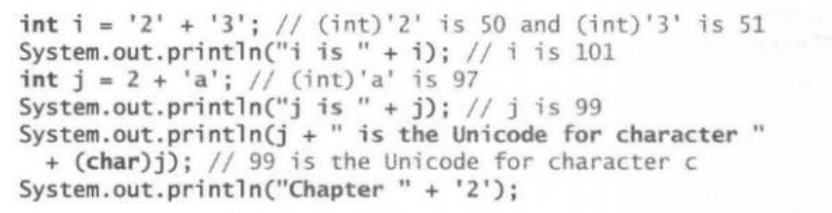 int i = '2' + '3'; // (int)'2' is 50 and (int)'3' is 51
System.out.println("i is " + i); // i is 101
int j = 2 + 'a'; // (int)'a' is 97
System.out.println("j is " + j); // j is 99
System.out.println(j + " is the Unicode for character "
  + (char)j); // 99 is the Unicode for character c
System.out.println("Chapter " + '2');